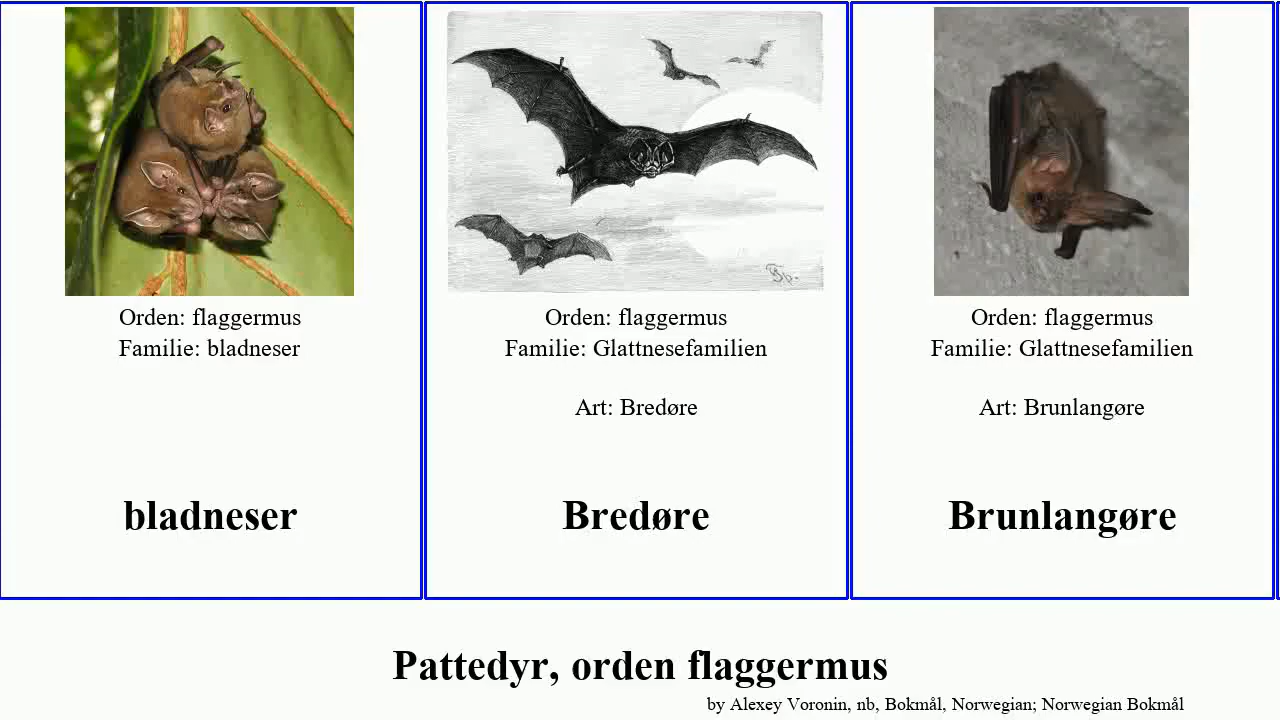 Orden: flaggermus
Familie: bladneser
bladneser
Orden: flaggermus
Familie: Glattnesefamilien
Art: Bredøre
Bredøre
Orden: flaggermus
Familie: Glattnesefamilien
Art: Brunlangøre
Brunlangøre
Pattedyr, orden flaggermus
by Alexey Voronin, nb, Bokmål, Norwegian; Norwegian Bokmål